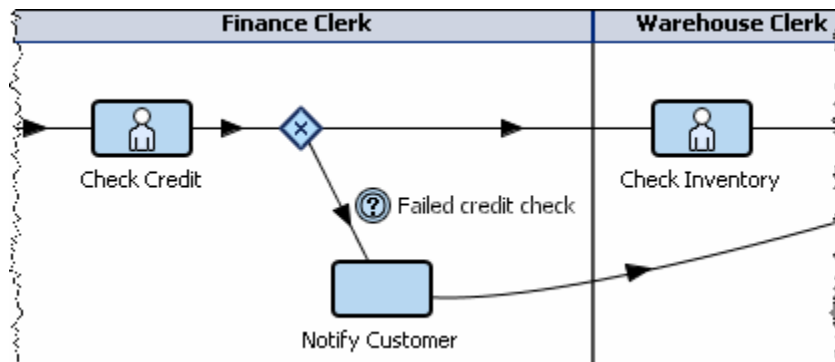 Finance Clerk
Warehouse Clerk
Check Credit
Check Inventory
Failed credit check
Notify Customer